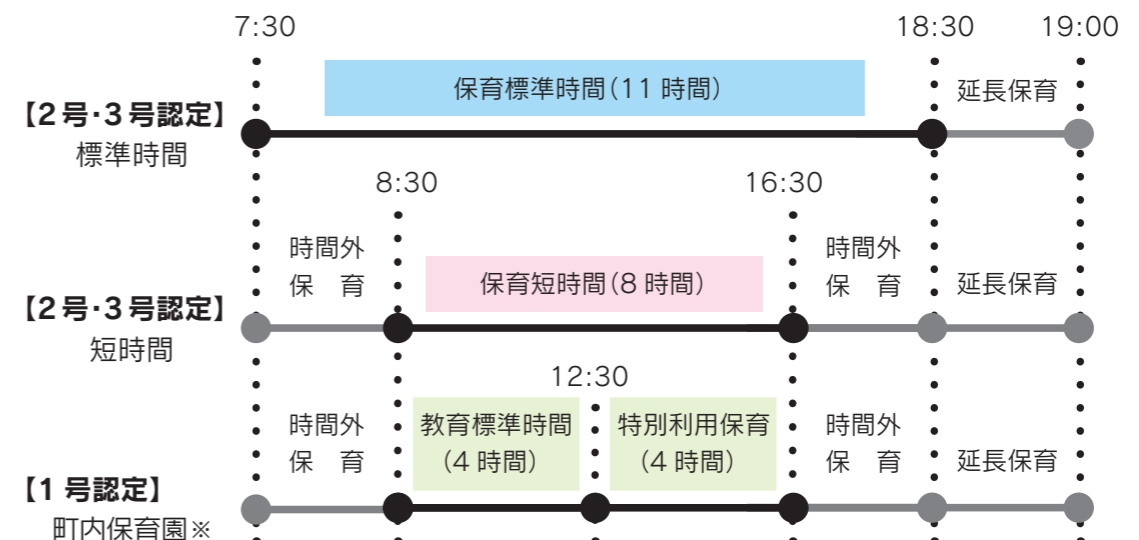 7:30 18:30 19:00
保育標準時間(11 時間) 延長保育
【2号・3号認定】
標準時間
8:30 16:30
時間外 時間外
保 育 保育短時間(8 時間) 保 育 延長保育
【2号・3号認定】
短時間
12:30
時間外 教育標準時間 特別利用保育 時間外
保 育 (4 時間) (4 時間) 保 育 延長保育
【1 号認定】
町内保育園※